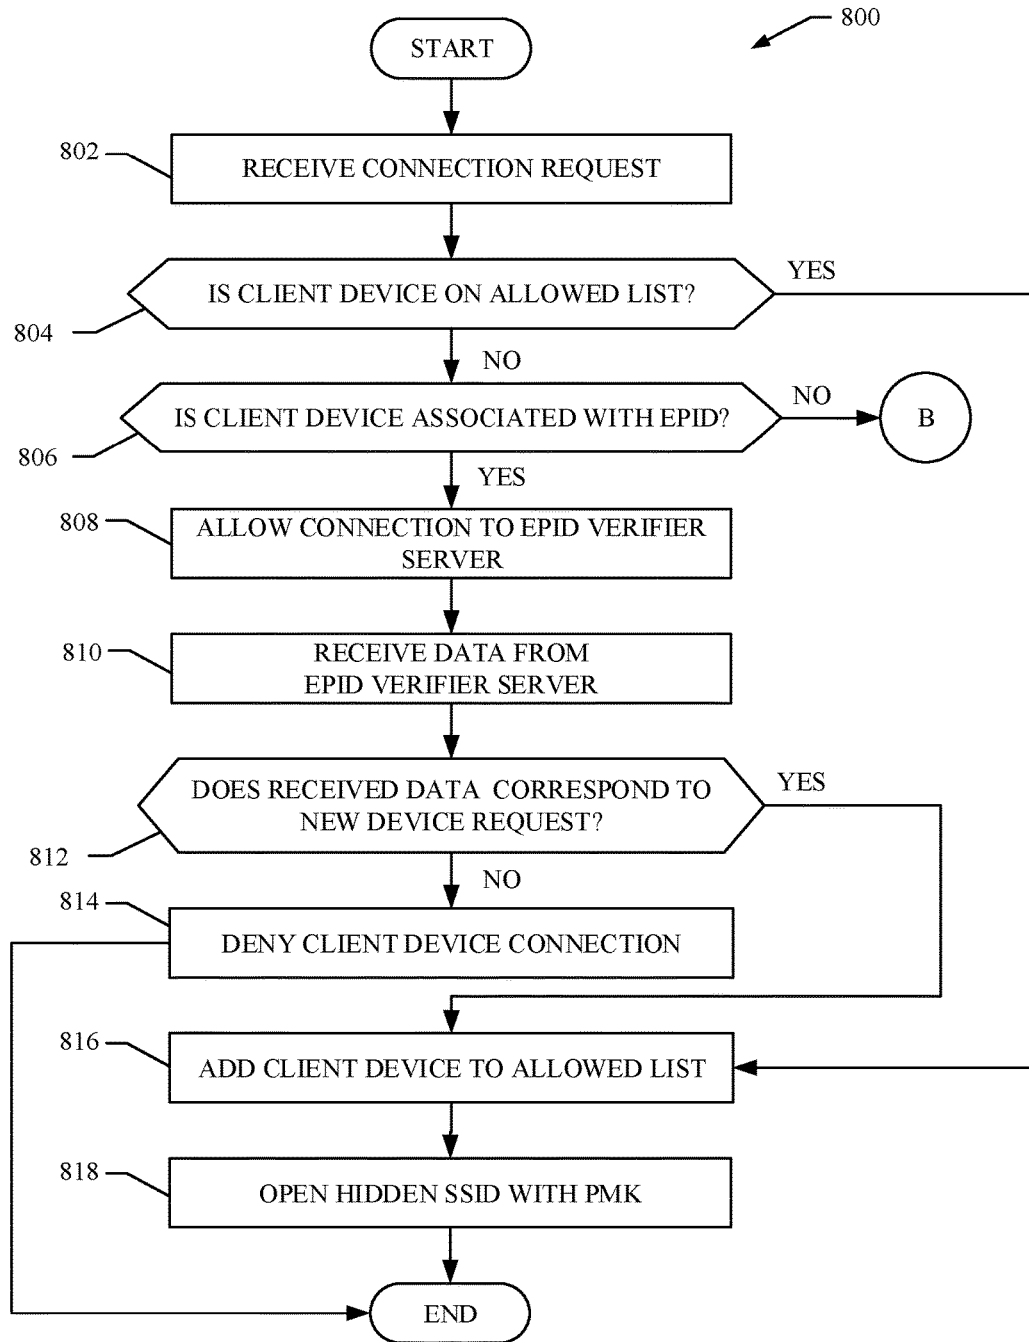 800
START
802
RECEIVE CONNECTION REQUEST
YES
IS CLIENT DEVICE ON ALLOWED LIST?
804
NO
NO
IS CLIENT DEVICE ASSOCIATED WITH EPID?
B
806
YES
808
ALLOW CONNECTION TO EPID VERIFIER
SERVER
810
RECEIVE DATA FROM
EPID VERIFIER SERVER
YES
DOES RECEIVED DATA CORRESPOND TO
NEW DEVICE REQUEST?
812
NO
814
DENY CLIENT DEVICE CONNECTION
816
ADD CLIENT DEVICE TO ALLOWED LIST
818
OPEN HIDDEN SSID WITH PMK
END